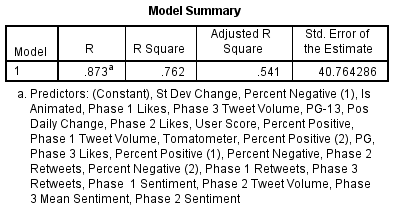 Model Summary
Model R R Square Adjusted R Square Std. Error of the Estimate
1 .873a .762 .541 40.764286
a. Predictors: (Constant), St Dev Change, Percent Negative (1), Is
Animated, Phase 1 Likes, Phase 3 Tweet Volume, PG-13, Pos
Daily Change, Phase 2 Likes, User Score, Percent Positive,
Phase 1 Tweet Volume, Tomatometer, Percent Positive (2), PG,
Phase 3 Likes, Percent Positive (1), Percent Negative, Phase 2
Retweets, Percent Negative (2), Phase 1 Retweets, Phase 3
Retweets, Phase  1 Sentiment, Phase 2 Tweet Volume, Phase
3 Mean Sentiment, Phase 2 Sentiment